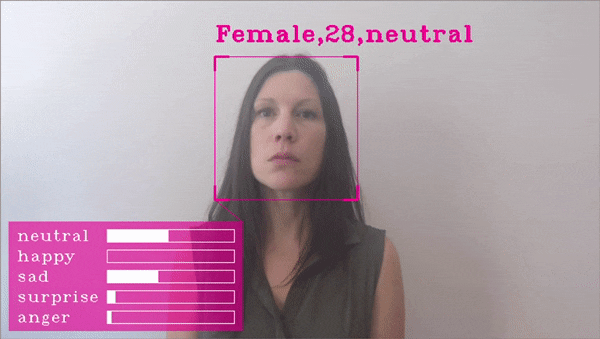 Female,28,neutral
neutral
happy
sad
surprise
anger